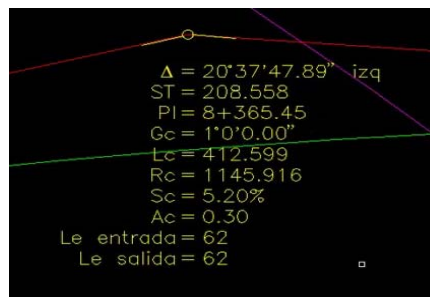 Δ = 20°37'47.89" izq
ST = 208.558
PI = 8+365.45
Gc = 1°0'0.00"
Lc = 412.599
Rc = 1145.916
Sc = 5.20%
Ac = 0.30
Le entrada = 62
Le salida = 62